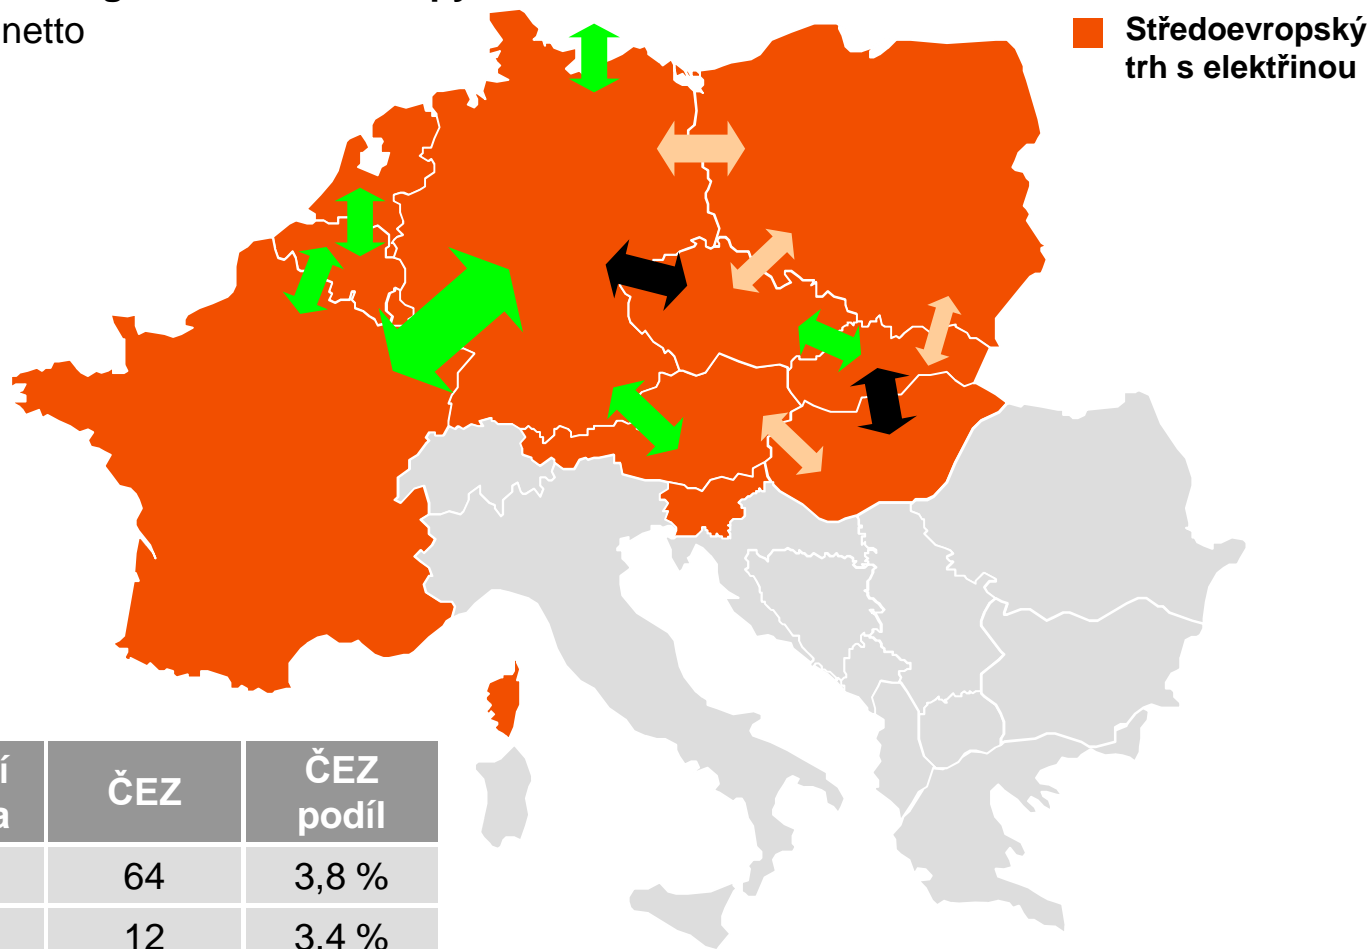 netto
Středoevropský
trh s elektřinou
ČEZ
ČEZ
podíl
64
3,8 %
12
3,4 %